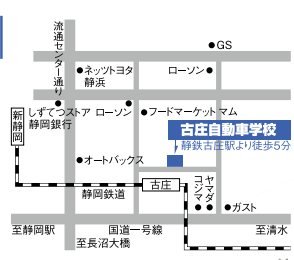 流通センター通り
GS
ネッツトヨタ
静浜
ローソン
しずてつストア
静岡銀行
ローソン
フードマーケット マム
新静岡
古庄自動車学校
静鉄古庄駅より徒歩5分
オートバックス
静岡鉄道
古庄
コジマ
ヤマダ
ガスト
至静岡駅
国道一号線
至清水
至長沼大橋